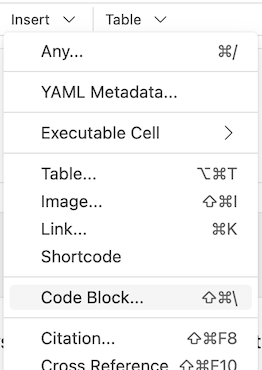 Insert Table
Any... ⌘/
YAML Metadata...
Executable Cell
Table... ⌥⌘T
Image... ⇧⌘I
Link... ⌘K
Shortcode
Code Block... ⇧⌘\
Citation... ⇧⌘F8
Cross Reference ⇧⌘F10